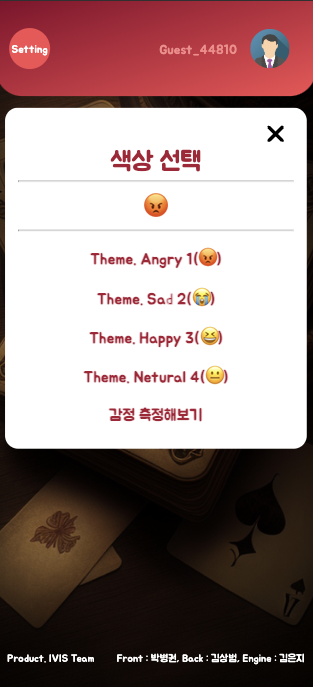 Setting
Guest_44810
색상 선택
😡
Theme. Angry 1(😡)
Theme. Sad 2(😭)
Theme. Happy 3(😆)
Theme. Netural 4(😐)
감정 측정해보기
A
Product. IVIS Team Front : 박병권, Back : 김상범, Engine : 김은지